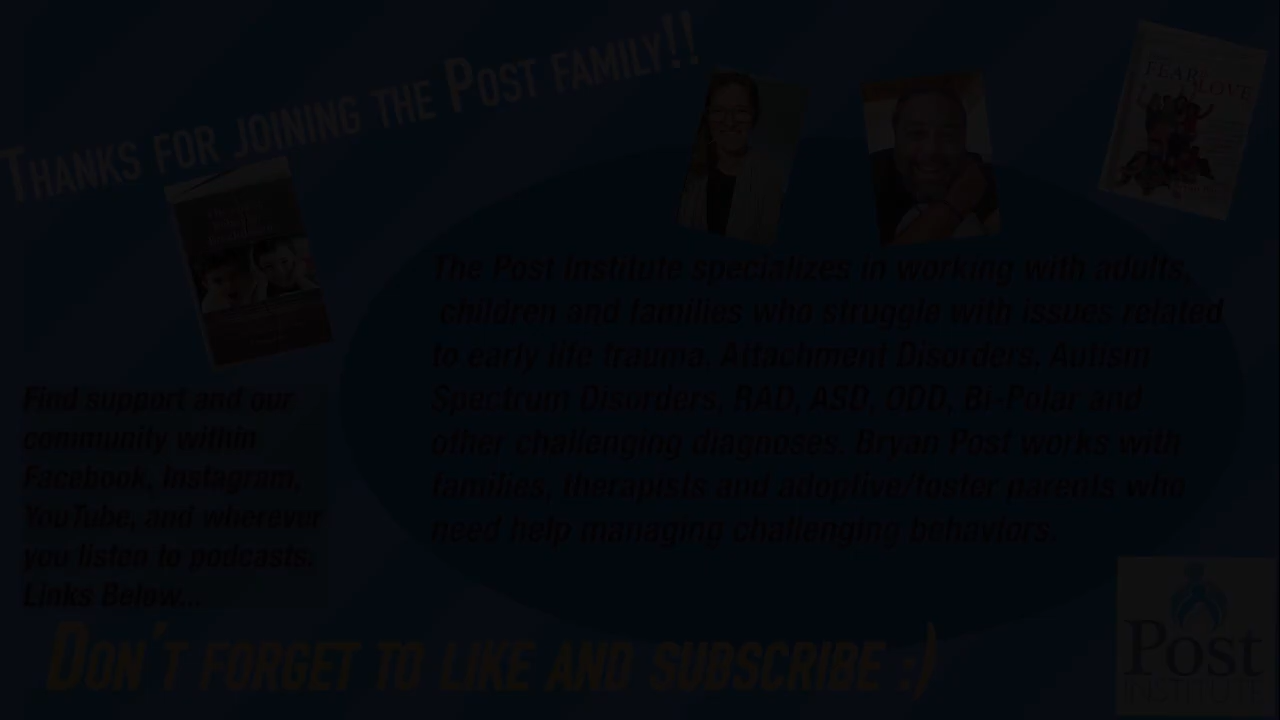 THANKS FOR JOINING THE POST FAMILY!!
FEAR
LOVE
The Post Institute specializes in working with adults,
children and families who struggle with issues related
to early life trauma, Attachment Disorders, Autism
Spectrum Disorders, RAD, ASD, ODD, Bi-Polar and
other challenging diagnoses. Bryan Post works with
families, therapists and adoptive/foster parents who
need help managing challenging behaviors.
Find support and our
community within
Facebook, Instagram,
YouTube, and wherever
you listen to podcasts.
Links Below...
DON'T FORGET TO LIKE AND SUBSCRIBE :)
Post
INSTITUTE